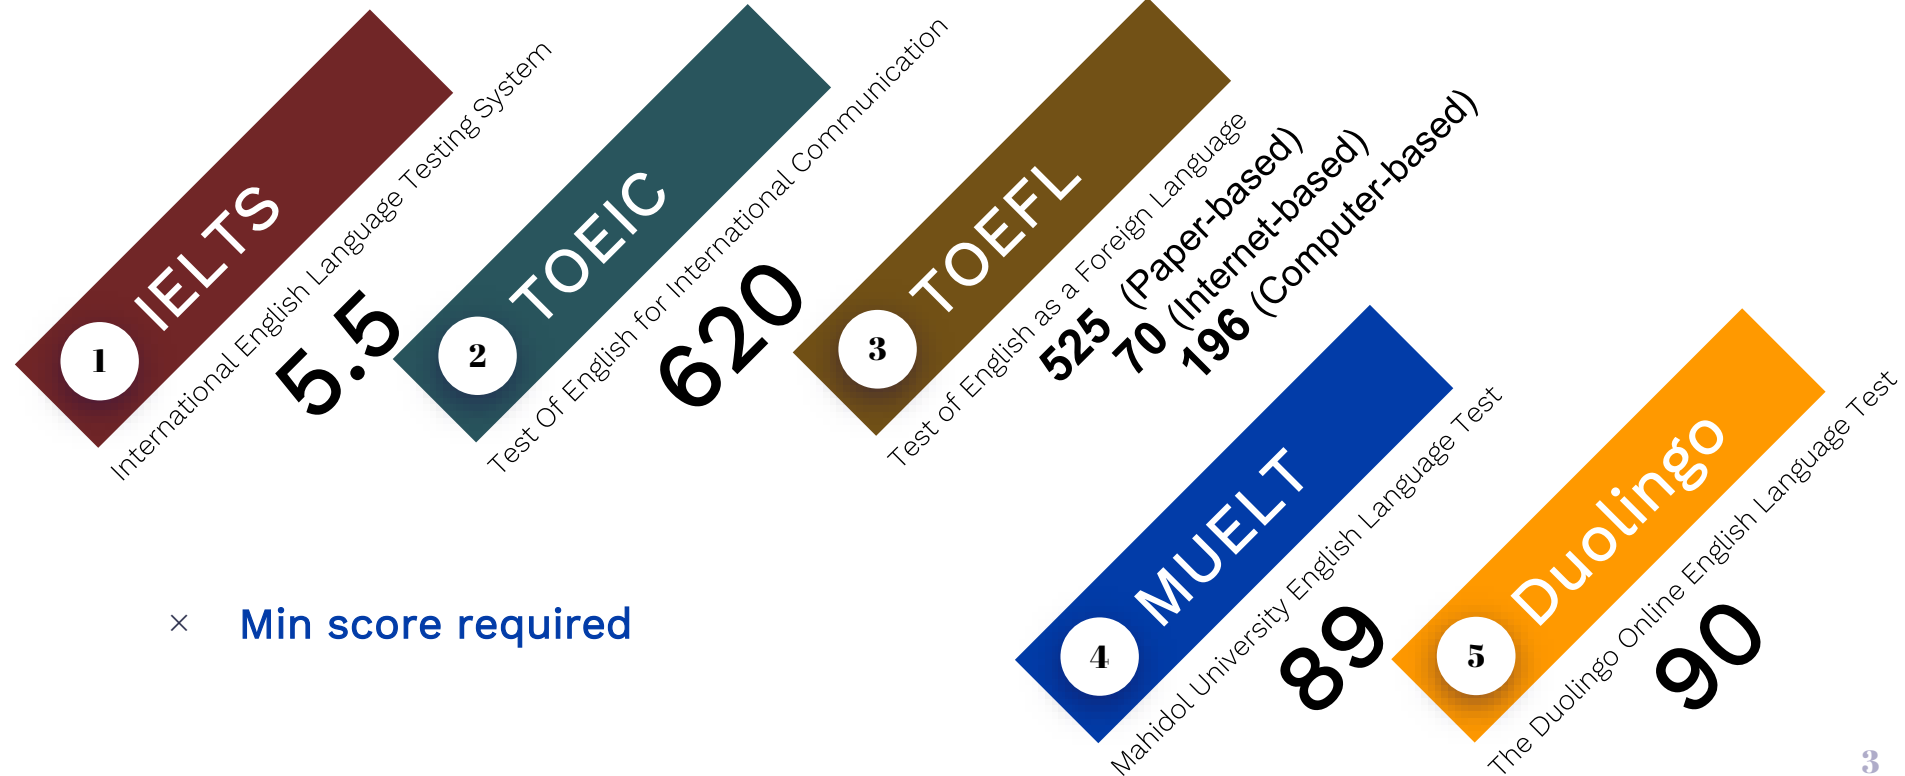 1
IELTS
International English Language Testing System
5.5
2
TOEIC
Test Of English for International Communication
620
3
TOEFL
Test of English as a Foreign Language
525 (Paper-based)
70 (Internet-based)
196 (Computer-based)
4
MUELT
Mahidol University English Language Test
89
5
Duolingo
The Duolingo Online English Language Test
90
× Min score required
3